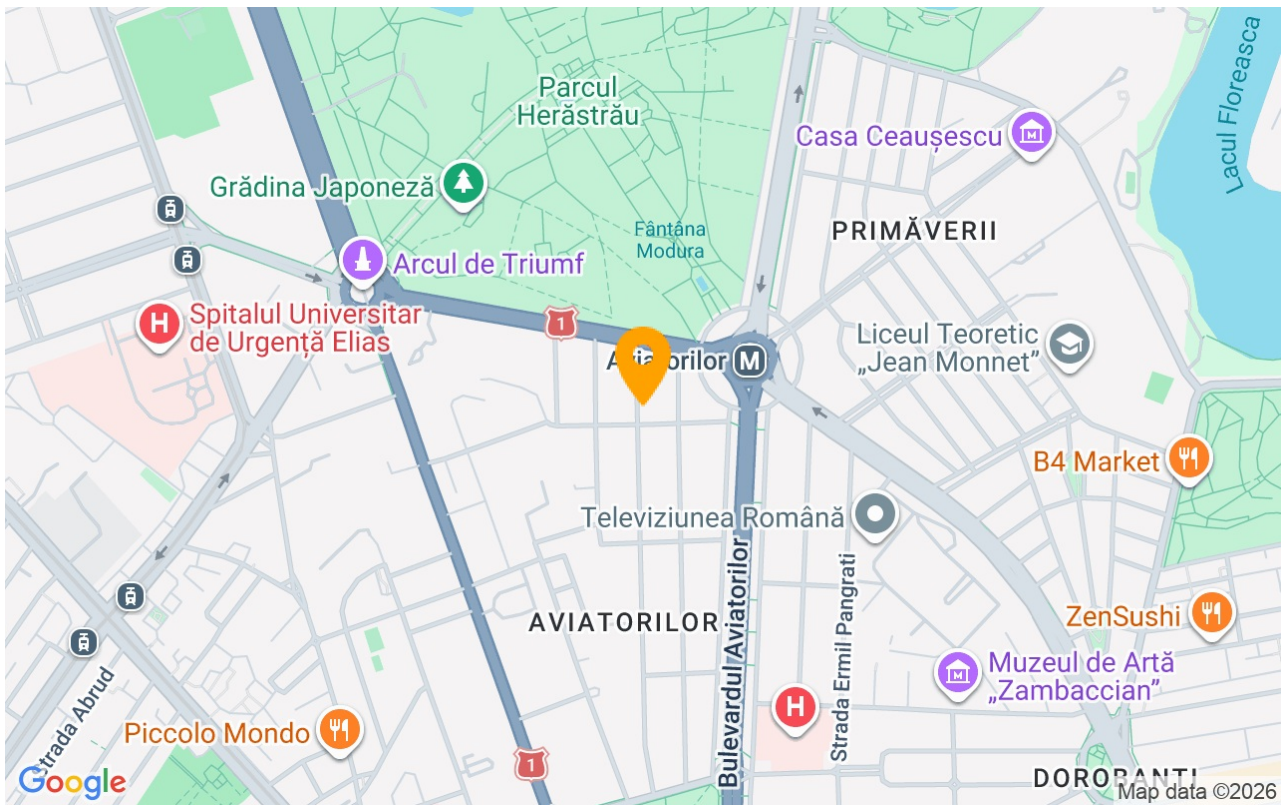 Parcul
Herăstrău
Lacul Floreasca
Casa Ceaușescu
M
Grădina Japoneză
PRIMĂVERII
Fântâna
Modura
Arcul de Triumf
H
Spitalul Universitar
de Urgență Elias
1
Liceul Teoretic
„Jean Monnet”
Aviatorilor
M
B4 Market
Televiziunea Română
Bulevardul Aviatorilor
Strada Ermil Pangrati
AVIATORILOR
ZenSushi
Muzeul de Artă
„Zambaccian”
M
H
Strada Abrud
Piccolo Mondo
1
DOROBANȚI
Google
Map data ©2026